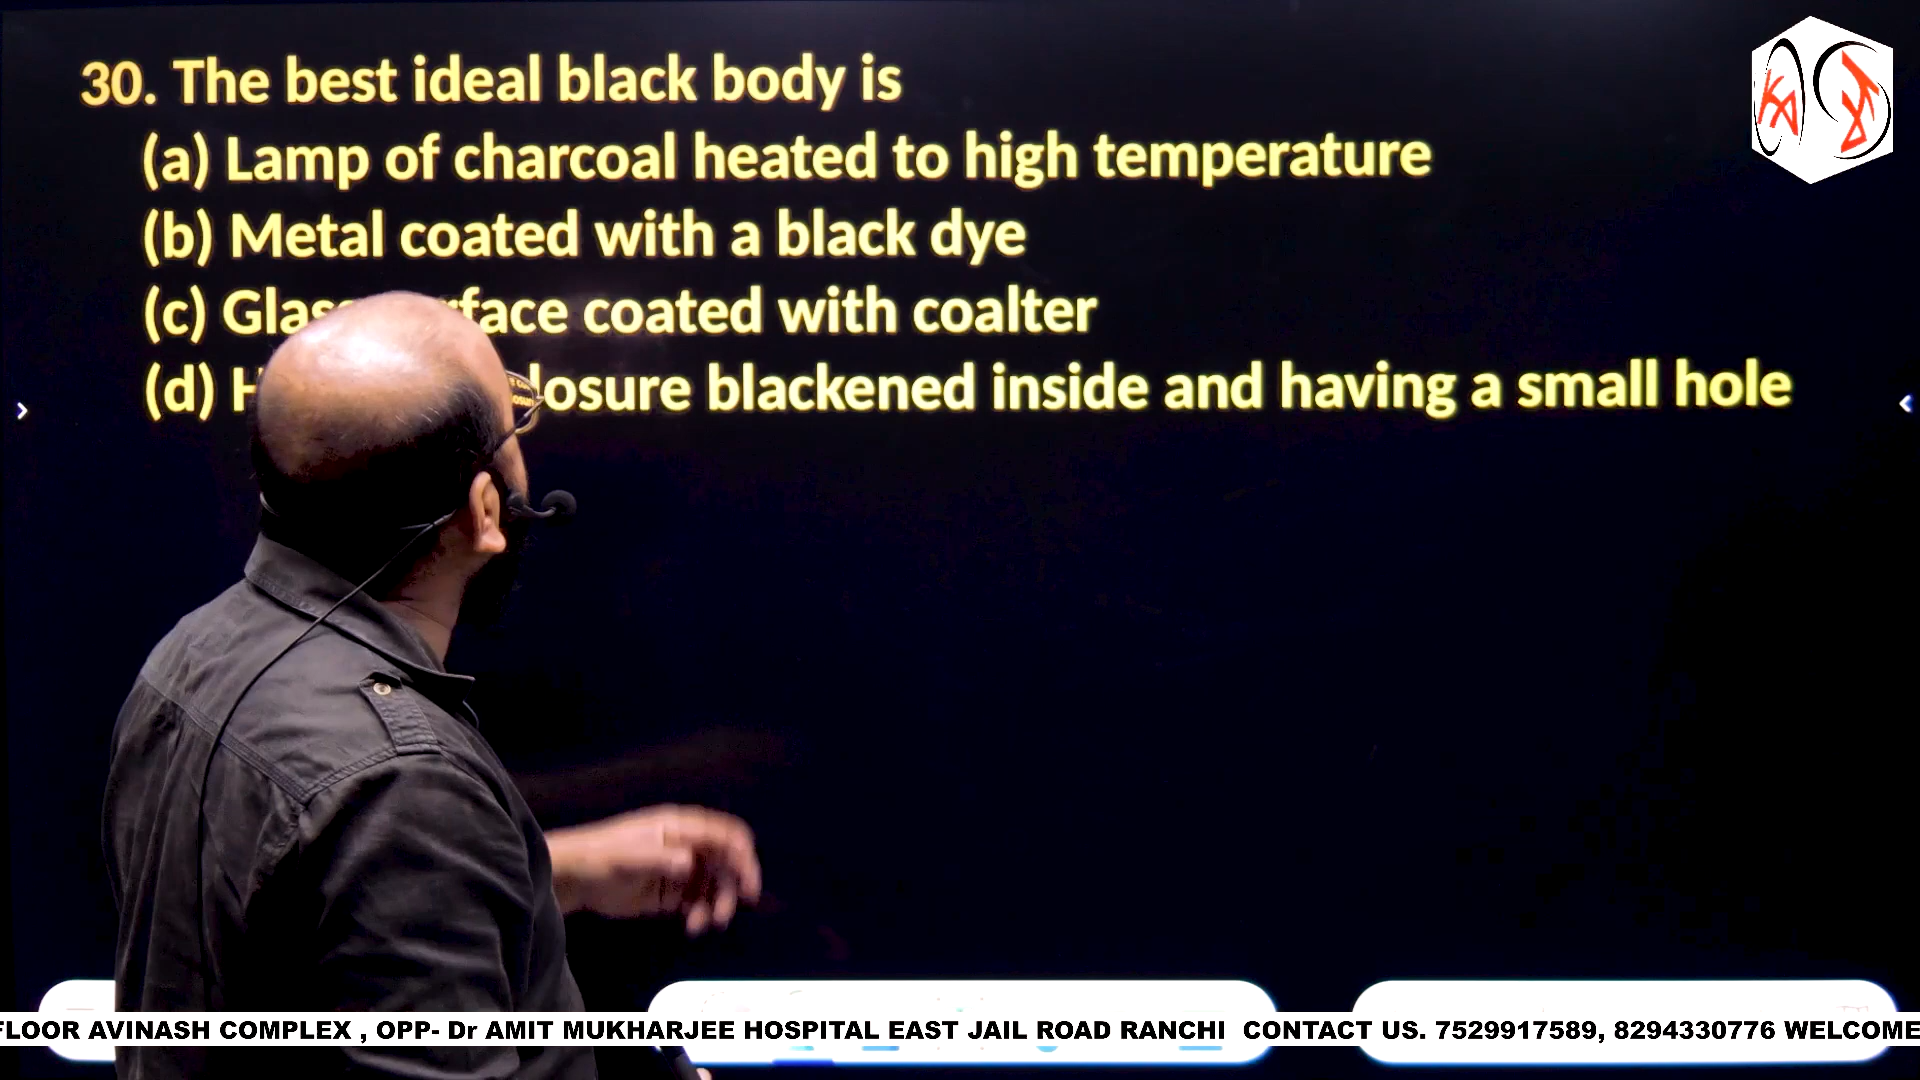 30. The best ideal black body is
(a) Lamp of charcoal heated to high temperature
(b) Metal coated with a black dye
(c) Glas face coated with coalter
(d) H losure blackened inside and having a small hole
FLOOR AVINASH COMPLEX , OPP- Dr AMIT MUKHARJEE HOSPITAL EAST JAIL ROAD RANCHI CONTACT US. 7529917589, 8294330776 WELCOME